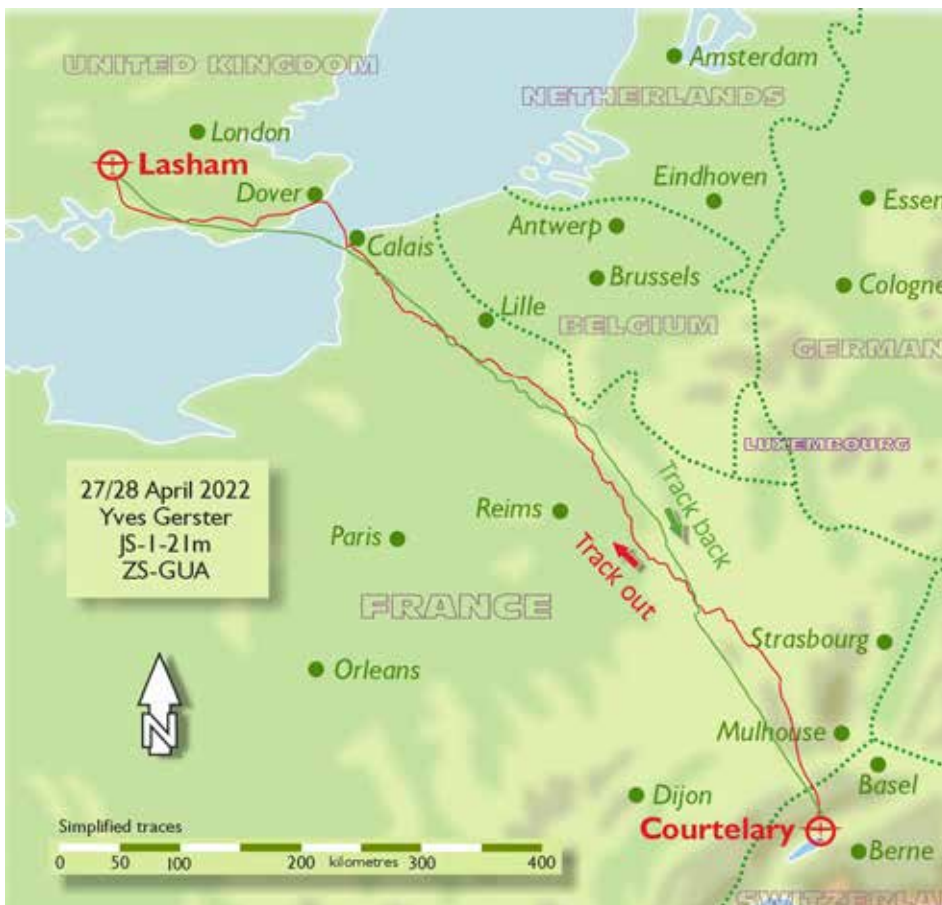 UNITED KINGDOM
Amsterdam
NETHERLANDS
London
Lasham
Dover
Eindhoven
Essen
Antwerp
Calais
Brussels
Cologne
Lille
BELGIUM
GERMAN
LUXEMBOURG
27/28 April 2022
Yves Gerster
JS-1-21m
ZS-GUA
Reims
Track back
Paris
Track out
FRANCE
Strasbourg
Orleans
N
Mulhouse
Basel
Dijon
Courtelary
Berne
Simplified traces
0 50 100 200 kilometres 300 400
SWITZERLA